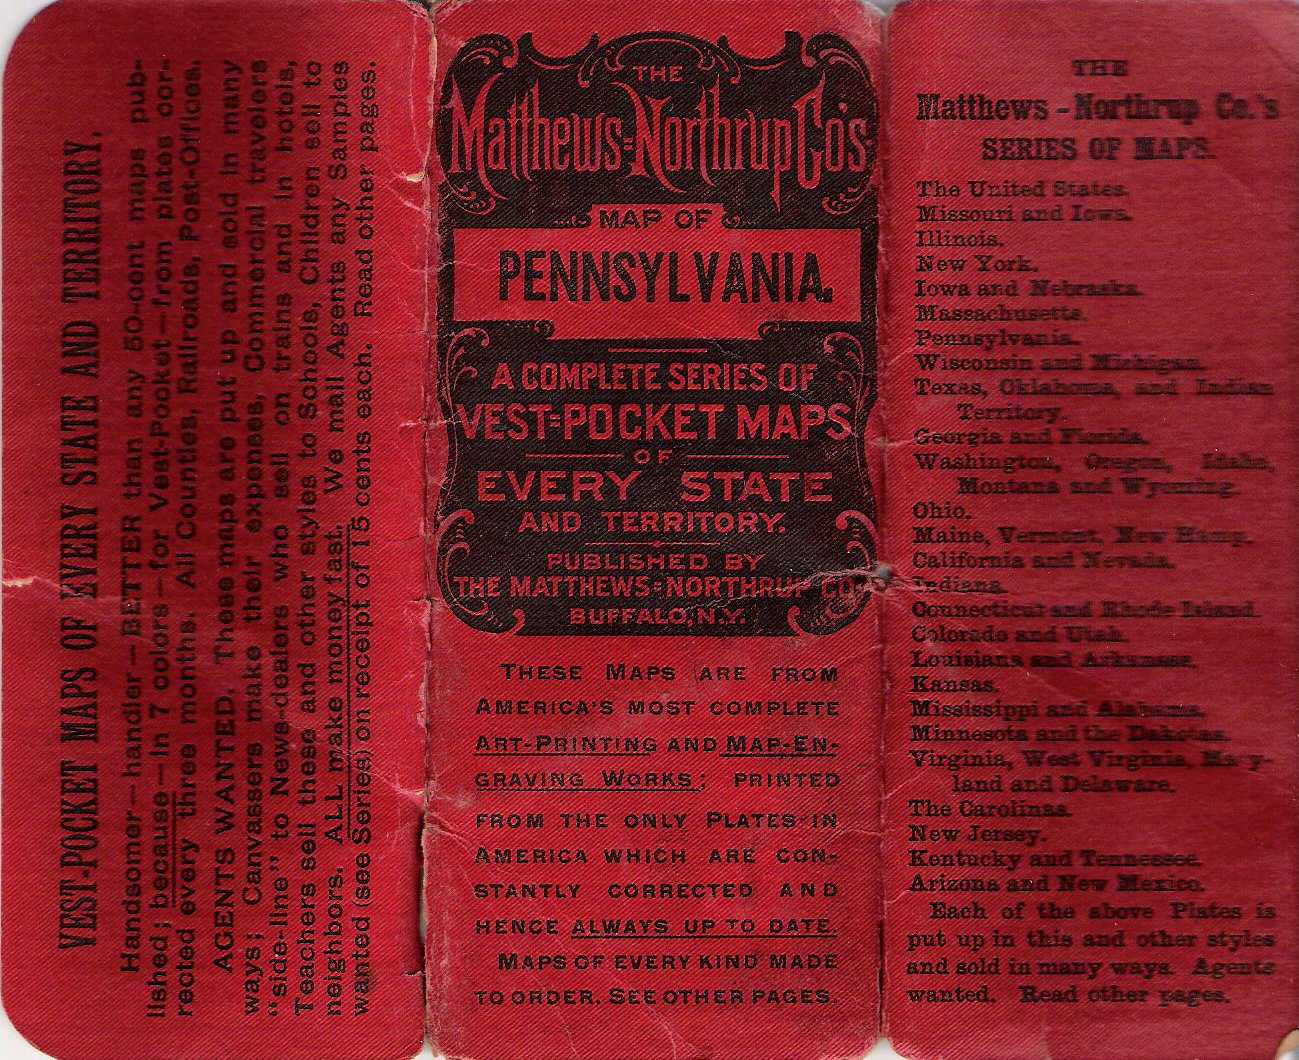 VEST-POCKET MAPS OF EVERY STATE AND TERRITORY.
Handsomer — handier — BETTER than any 50-cent maps pub-
lished; because — in 7 colors — for Vest-Pocket — from plates cor-
rected every three months. All Counties, Railroads, Post-Offices.
AGENTS WANTED. These maps are put up and sold in many
ways; Canvassers make their expenses, Commercial travelers
"side-line" to News-dealers who sell on trains and in hotels,
Teachers sell these and other styles to Schools, Children sell to
neighbors. ALL make money fast. We mail Agents any Samples
wanted (see Series) on receipt of 15 cents each. Read other pages.
THE
Matthews-Northrup Co's
MAP OF
PENNSYLVANIA.
A COMPLETE SERIES OF
VEST-POCKET MAPS
OF
EVERY STATE
AND TERRITORY.
PUBLISHED BY
THE MATTHEWS-NORTHRUP CO.
BUFFALO, N.Y.
THESE MAPS ARE FROM
AMERICA'S MOST COMPLETE
ART-PRINTING AND MAP-EN-
GRAVING WORKS; PRINTED
FROM THE ONLY PLATES IN
AMERICA WHICH ARE CON-
STANTLY CORRECTED AND
HENCE ALWAYS UP TO DATE.
MAPS OF EVERY KIND MADE
TO ORDER. SEE OTHER PAGES.
THE
Matthews-Northrup Co.'s
SERIES OF MAPS.
The United States.
Missouri and Iowa.
Illinois.
New York.
Iowa and Nebraska.
Massachusetts.
Pennsylvania.
Wisconsin and Michigan.
Texas, Oklahoma, and Indian
Territory.
Georgia and Florida.
Washington, Oregon, Idaho,
Montana and Wyoming.
Ohio.
Maine, Vermont, New Hamp.
California and Nevada.
Indiana.
Connecticut and Rhode Island.
Colorado and Utah.
Louisiana and Arkansas.
Kansas.
Mississippi and Alabama.
Minnesota and the Dakotas.
Virginia, West Virginia, Mary-
land and Delaware.
The Carolinas.
New Jersey.
Kentucky and Tennessee.
Arizona and New Mexico.
Each of the above Plates is
put up in this and other styles
and sold in many ways. Agents
wanted. Read other pages.